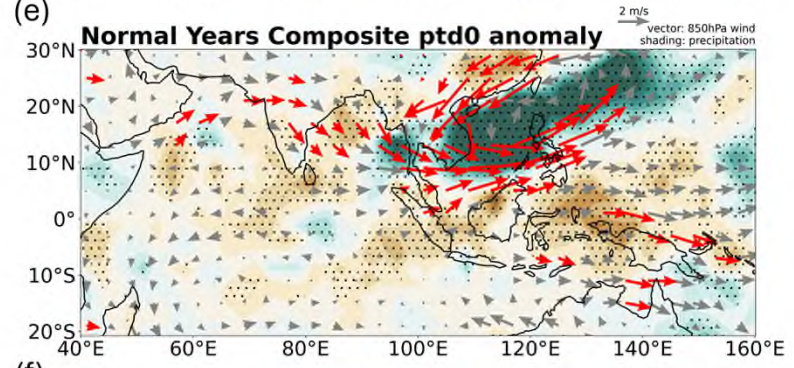 (e)
2 m/s
Normal Years Composite ptd0 anomaly
vector: 850hPa wind
shading: precipitation
30°N
20°N
10°N
0°
10°S
20°S
40°E 60°E 80°E 100°E 120°E 140°E 160°E